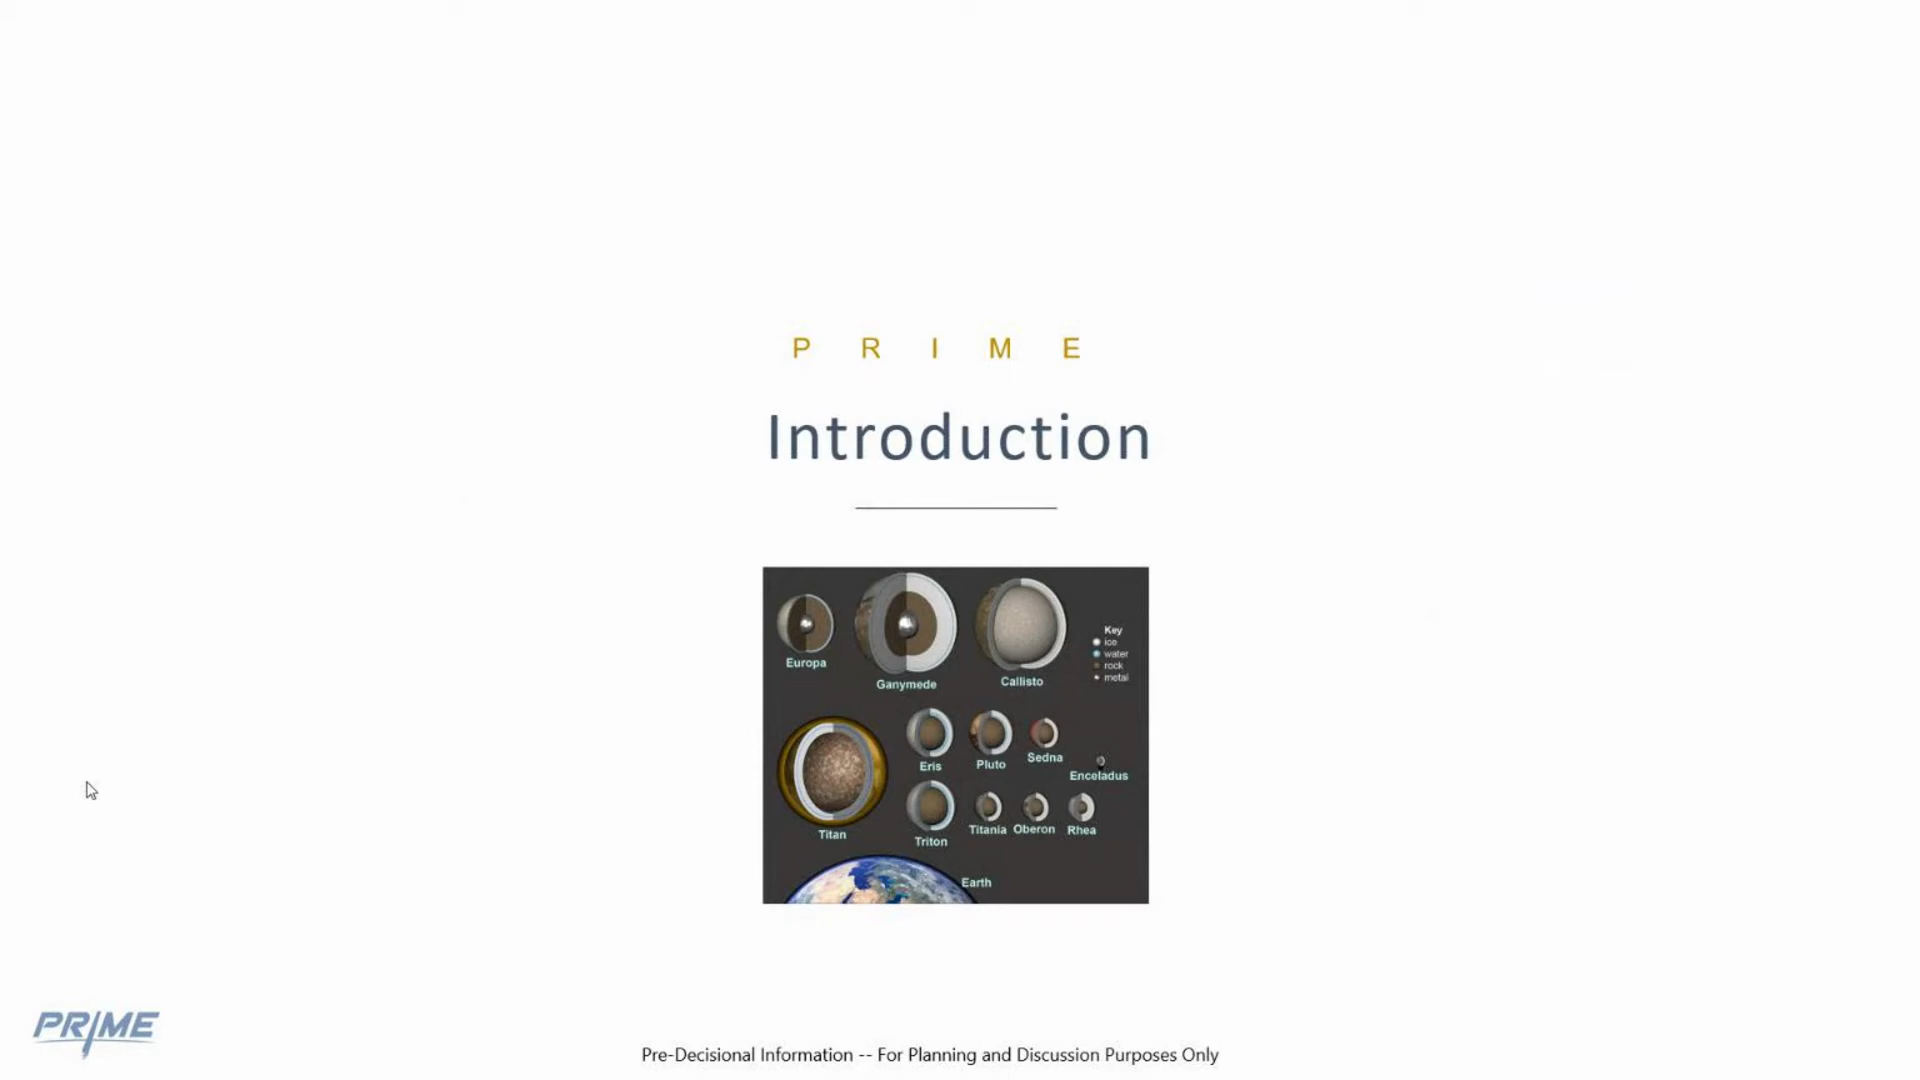 P R I M E
Introduction
Europa
Ganymede
Callisto
Key
ice
water
rock
metal
Titan
Eris
Pluto
Sedna
Enceladus
Triton
Titania
Oberon
Rhea
Earth
PRIME
Pre-Decisional Information -- For Planning and Discussion Purposes Only